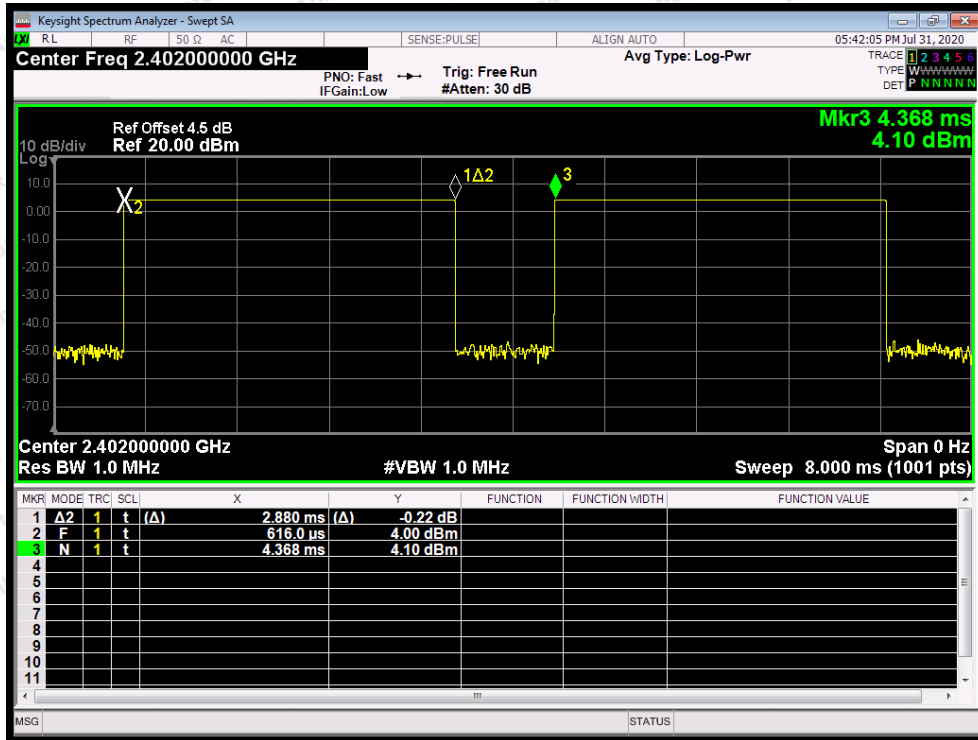 Keysight Spectrum Analyzer - Swept SA
LXI RL RF 50 Ω AC SENSE:PULSE ALIGN AUTO 05:42:05 PM Jul 31, 2020
Center Freq 2.402000000 GHz Avg Type: Log-Pwr TRACE 1 2 3 4 5 6
PNO: Fast Trig: Free Run TYPE WWWWWW
IFGain:Low #Atten: 30 dB DET P N N N N N
Mkr3 4.368 ms
4.10 dBm
Ref Offset 4.5 dB
10 dB/div Ref 20.00 dBm
Log
10.0
0.00
-10.0
-20.0
-30.0
-40.0
-50.0
-60.0
-70.0
X2
1Δ2
3
Center 2.402000000 GHz Span 0 Hz
Res BW 1.0 MHz #VBW 1.0 MHz Sweep 8.000 ms (1001 pts)
MKR MODE TRC SCL X Y FUNCTION FUNCTION WIDTH FUNCTION VALUE
1 Δ2 1 t (Δ) 2.880 ms (Δ) -0.22 dB
2 F 1 t 616.0 µs 4.00 dBm
3 N 1 t 4.368 ms 4.10 dBm
4
5
6
7
8
9
10
11
MSG STATUS